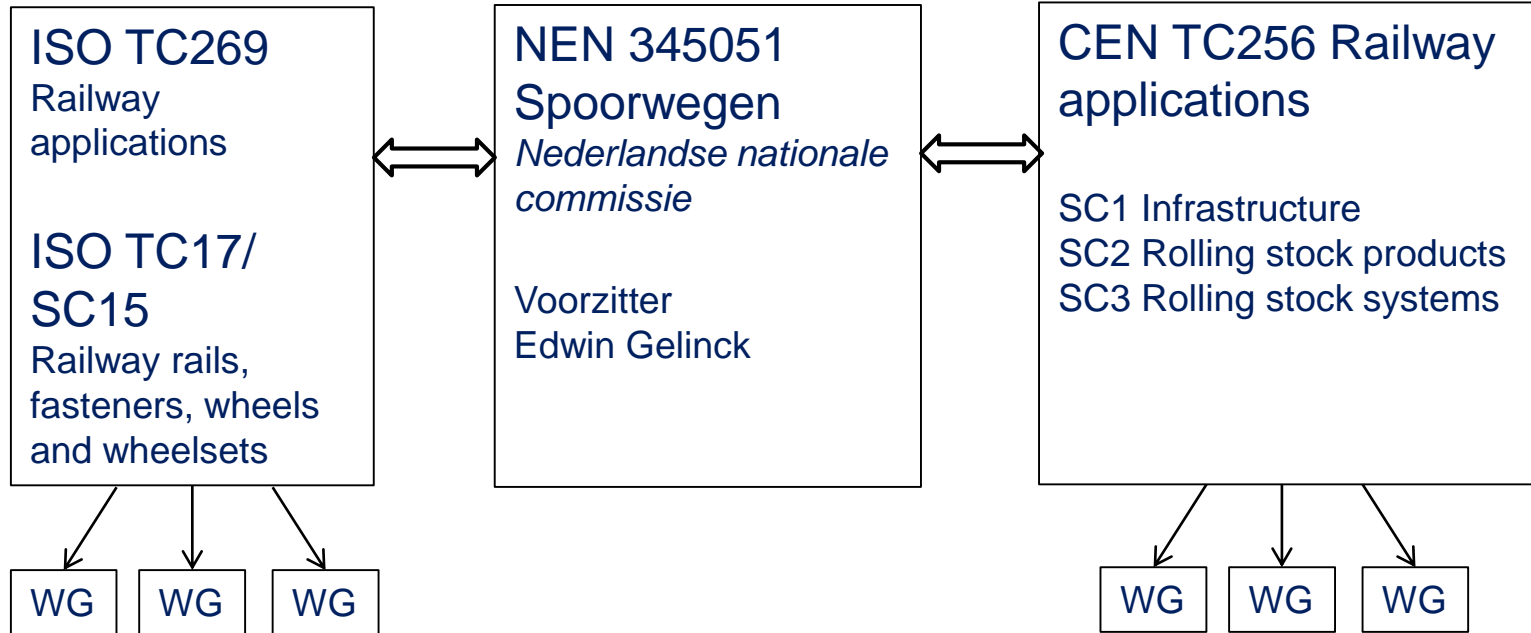 ISO TC269
Railway
applications
ISO TC17/
SC15
Railway rails,
fasteners, wheels
and wheelsets
NEN 345051
Spoorwegen
Nederlandse nationale
commissie
Voorzitter
Edwin Gelinck
CEN TC256 Railway
applications
SC1 Infrastructure
SC2 Rolling stock products
SC3 Rolling stock systems
WG
WG
WG
WG
WG
WG